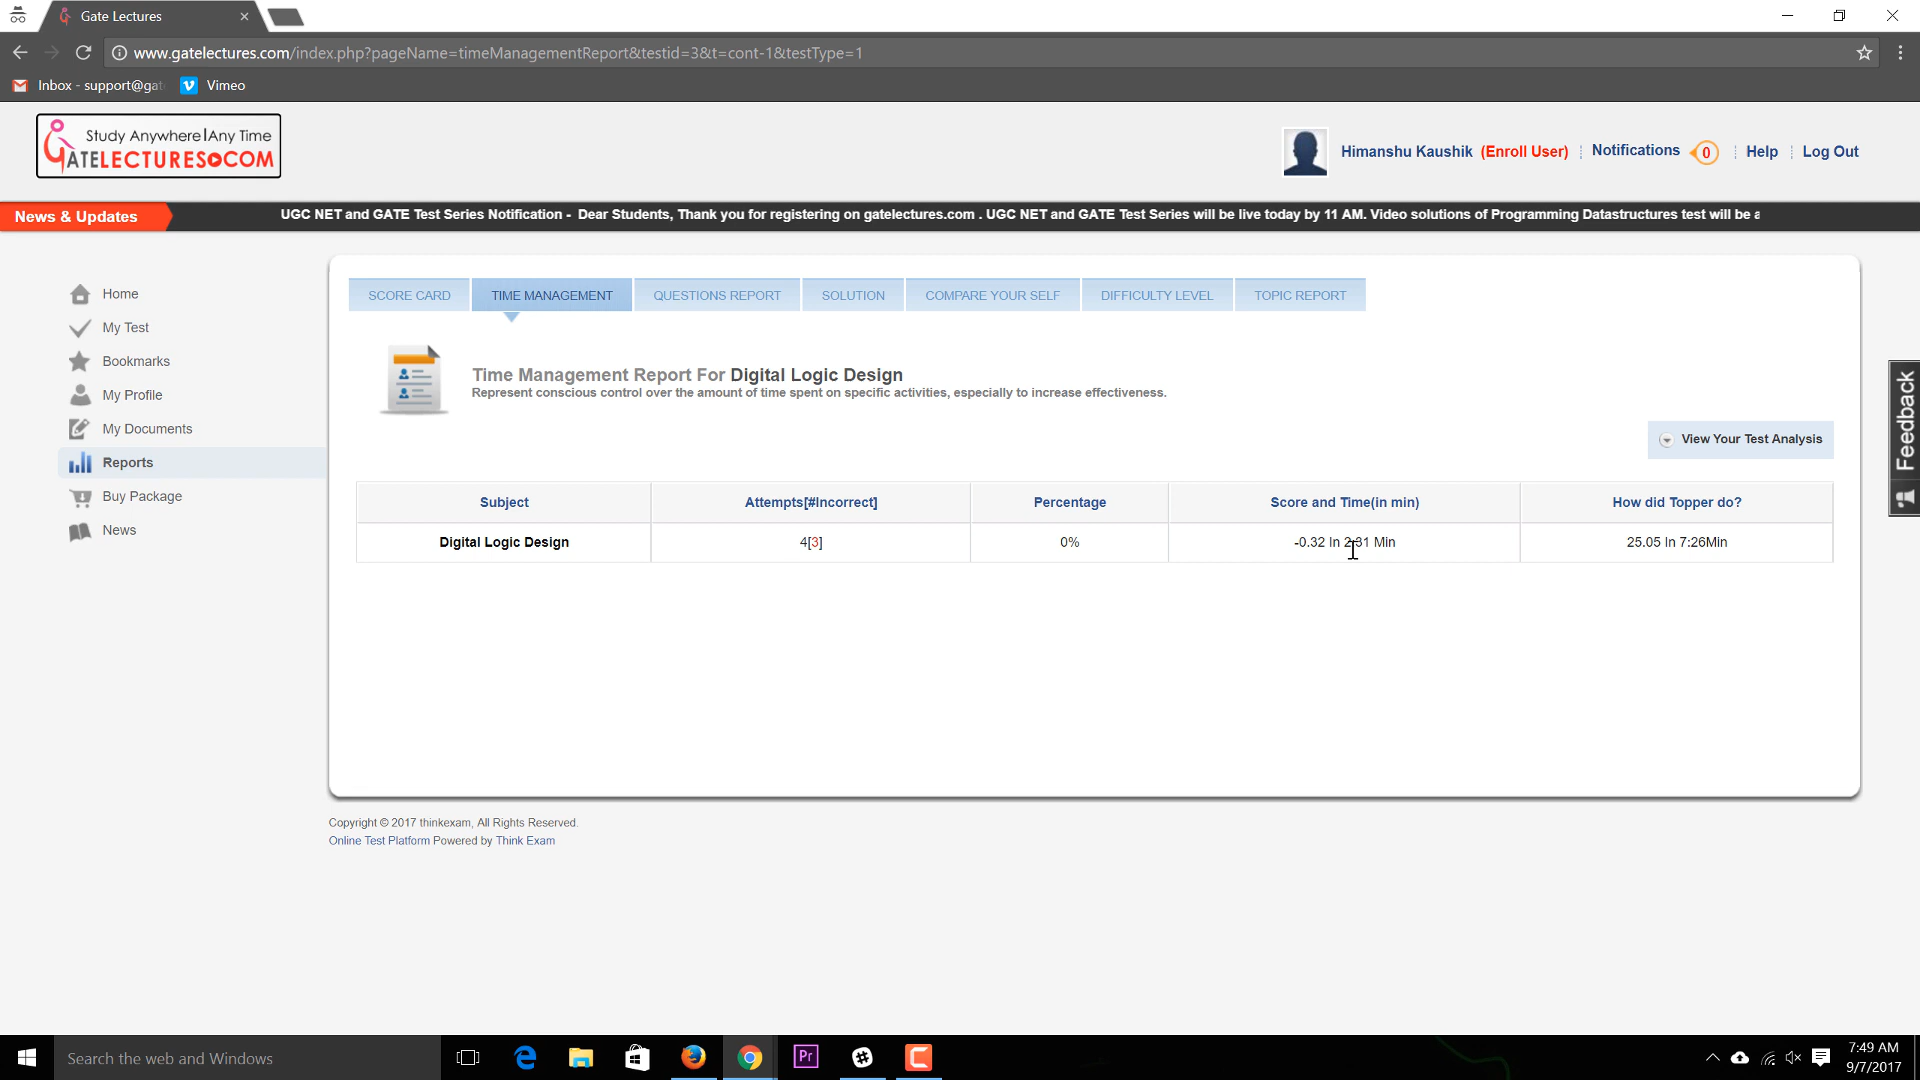 Gate Lectures
www.gatelectures.com/index.php?pageName=timeManagementReport&testid=3&t=cont-1&testType=1
Inbox - support@gat
Vimeo
Study Anywhere|Any Time
GATELECTURES.COM
Himanshu Kaushik (Enroll User)
Notifications 0
Help
Log Out
News & Updates
UGC NET and GATE Test Series Notification - Dear Students, Thank you for registering on gatelectures.com . UGC NET and GATE Test Series will be live today by 11 AM. Video solutions of Programming Datastructures test will be a
Home
My Test
Bookmarks
My Profile
My Documents
Reports
Buy Package
News
SCORE CARD
TIME MANAGEMENT
QUESTIONS REPORT
SOLUTION
COMPARE YOUR SELF
DIFFICULTY LEVEL
TOPIC REPORT
Time Management Report For Digital Logic Design
Represent conscious control over the amount of time spent on specific activities, especially to increase effectiveness.
View Your Test Analysis
Subject Attempts[#Incorrect] Percentage Score and Time(in min) How did Topper do?
Digital Logic Design 4[3] 0% -0.32 In 2:31 Min 25.05 In 7:26Min
Feedback
Copyright © 2017 thinkexam, All Rights Reserved.
Online Test Platform Powered by Think Exam
Search the web and Windows
Pr
7:49 AM
9/7/2017